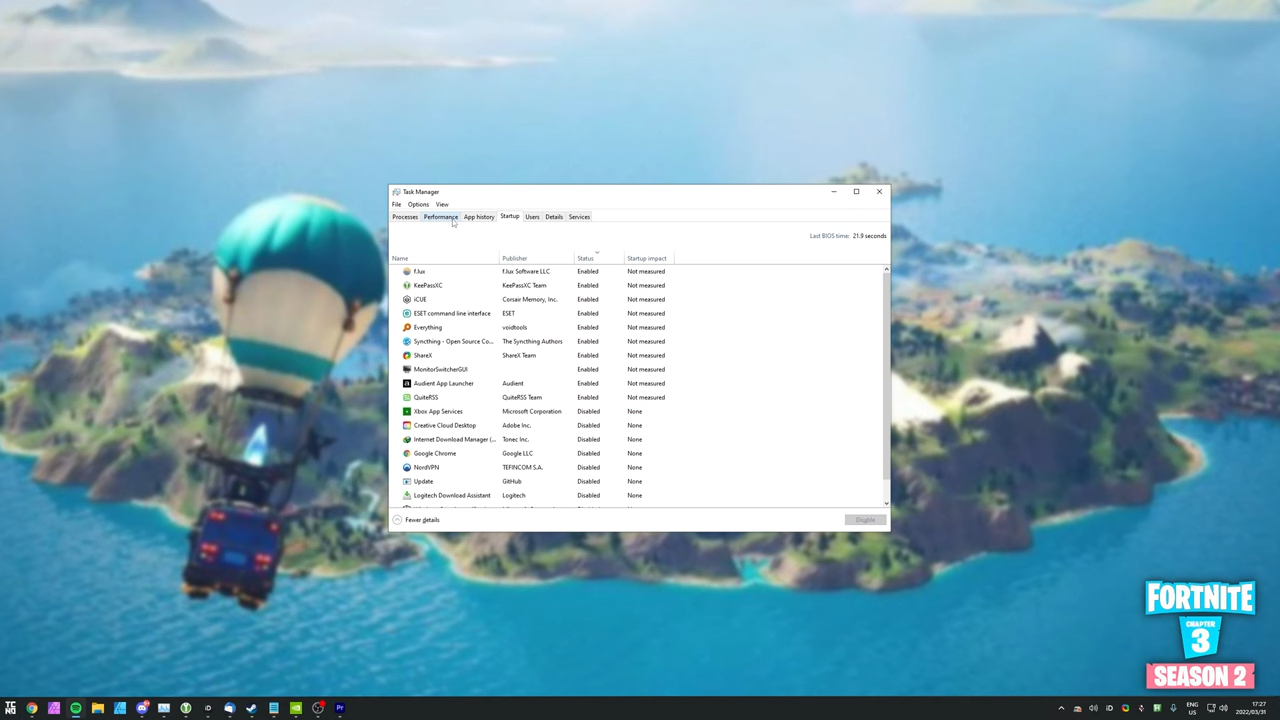 Task Manager
File Options View
Processes Performance App history Startup Users Details Services
Last BIOS time: 21.9 seconds
Name Publisher Status Startup impact
f.lux f.lux Software LLC Enabled Not measured
KeePassXC KeePassXC Team Enabled Not measured
iCUE Corsair Memory, Inc. Enabled Not measured
ESET command line interface ESET Enabled Not measured
Everything voidtools Enabled Not measured
Syncthing - Open Source Co... The Syncthing Authors Enabled Not measured
ShareX ShareX Team Enabled Not measured
MonitorSwitcherGUI Enabled Not measured
Audient App Launcher Audient Enabled Not measured
QuiteRSS QuiteRSS Team Enabled Not measured
Xbox App Services Microsoft Corporation Disabled None
Creative Cloud Desktop Adobe Inc. Disabled None
Internet Download Manager (... Tonec Inc. Disabled None
Google Chrome Google LLC Disabled None
NordVPN TEFINCOM S.A. Disabled None
Update GitHub Disabled None
Logitech Download Assistant Logitech Disabled None
Fewer details Disable
FORTNITE
CHAPTER
3
SEASON 2
TC
NG
iD
Pr
iD
ENG
US
17:27
2022/03/31